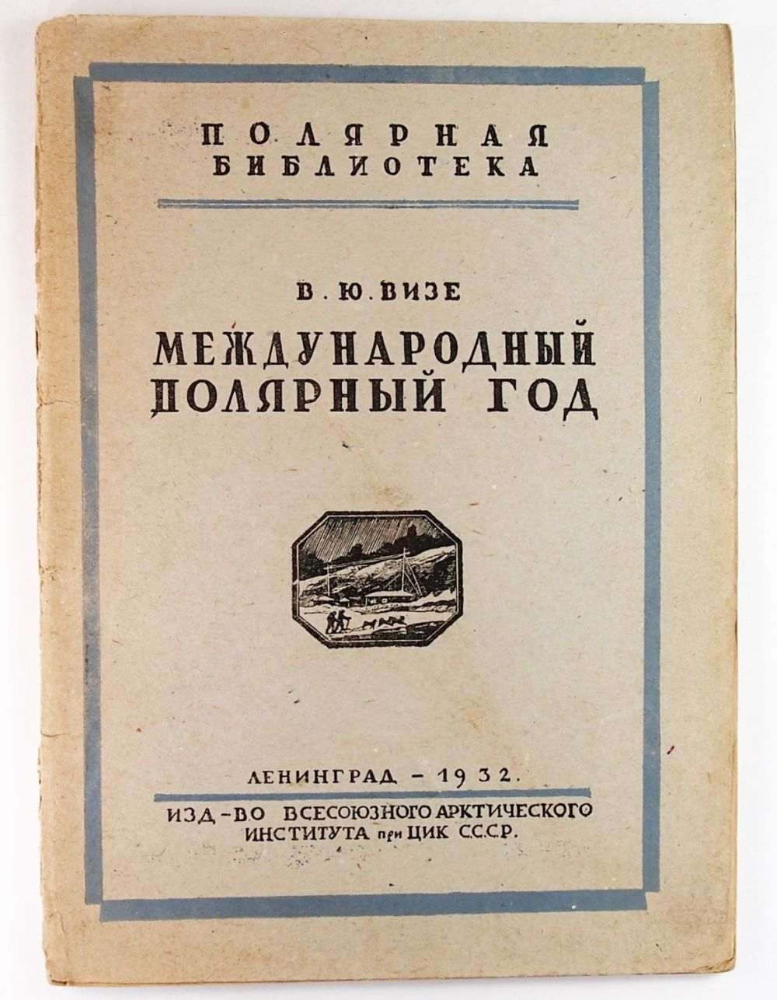 ПОЛЯРНАЯ
БИБЛИОТЕКА
В. Ю. ВИЗЕ
МЕЖДУНАРОДНЫЙ
ПОЛЯРНЫЙ ГОД
ЛЕНИНГРАД – 1932.
ИЗД-ВО ВСЕСОЮЗНОГО АРКТИЧЕСКОГО
ИНСТИТУТА при ЦИК С.С.С.Р.